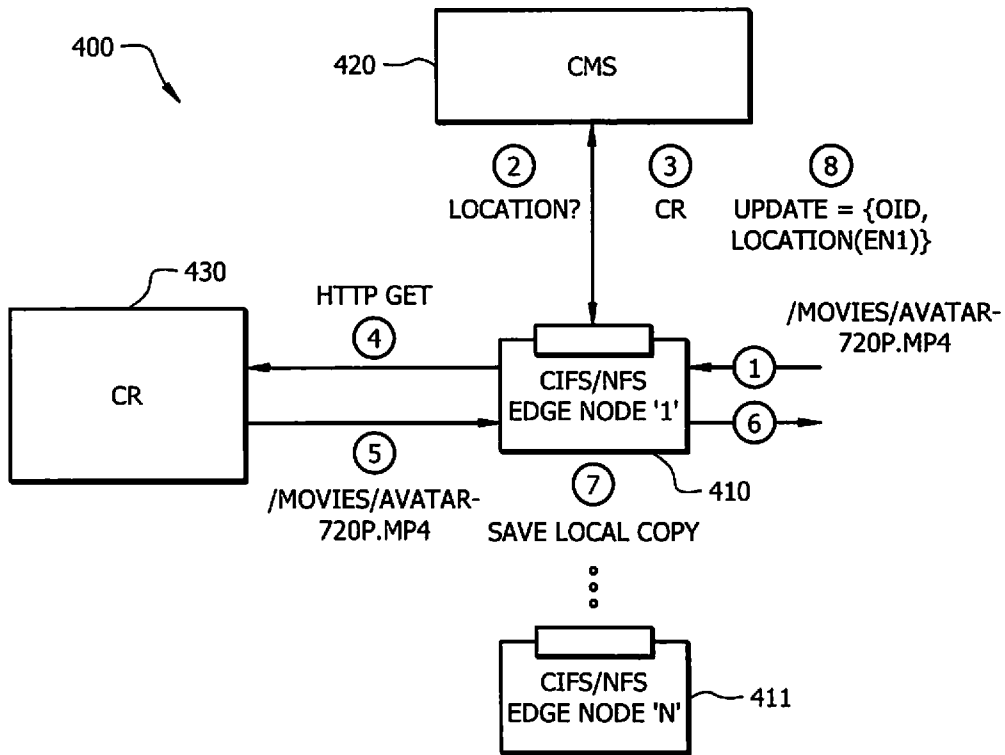 400
420
CMS
2
3
8
LOCATION?
CR
UPDATE = {OID,
LOCATION(EN1)}
430
HTTP GET
4
/MOVIES/AVATAR-
720P.MP4
1
CR
CIFS/NFS
EDGE NODE '1'
6
5
/MOVIES/AVATAR-
720P.MP4
7
410
SAVE LOCAL COPY
CIFS/NFS
EDGE NODE 'N'
411